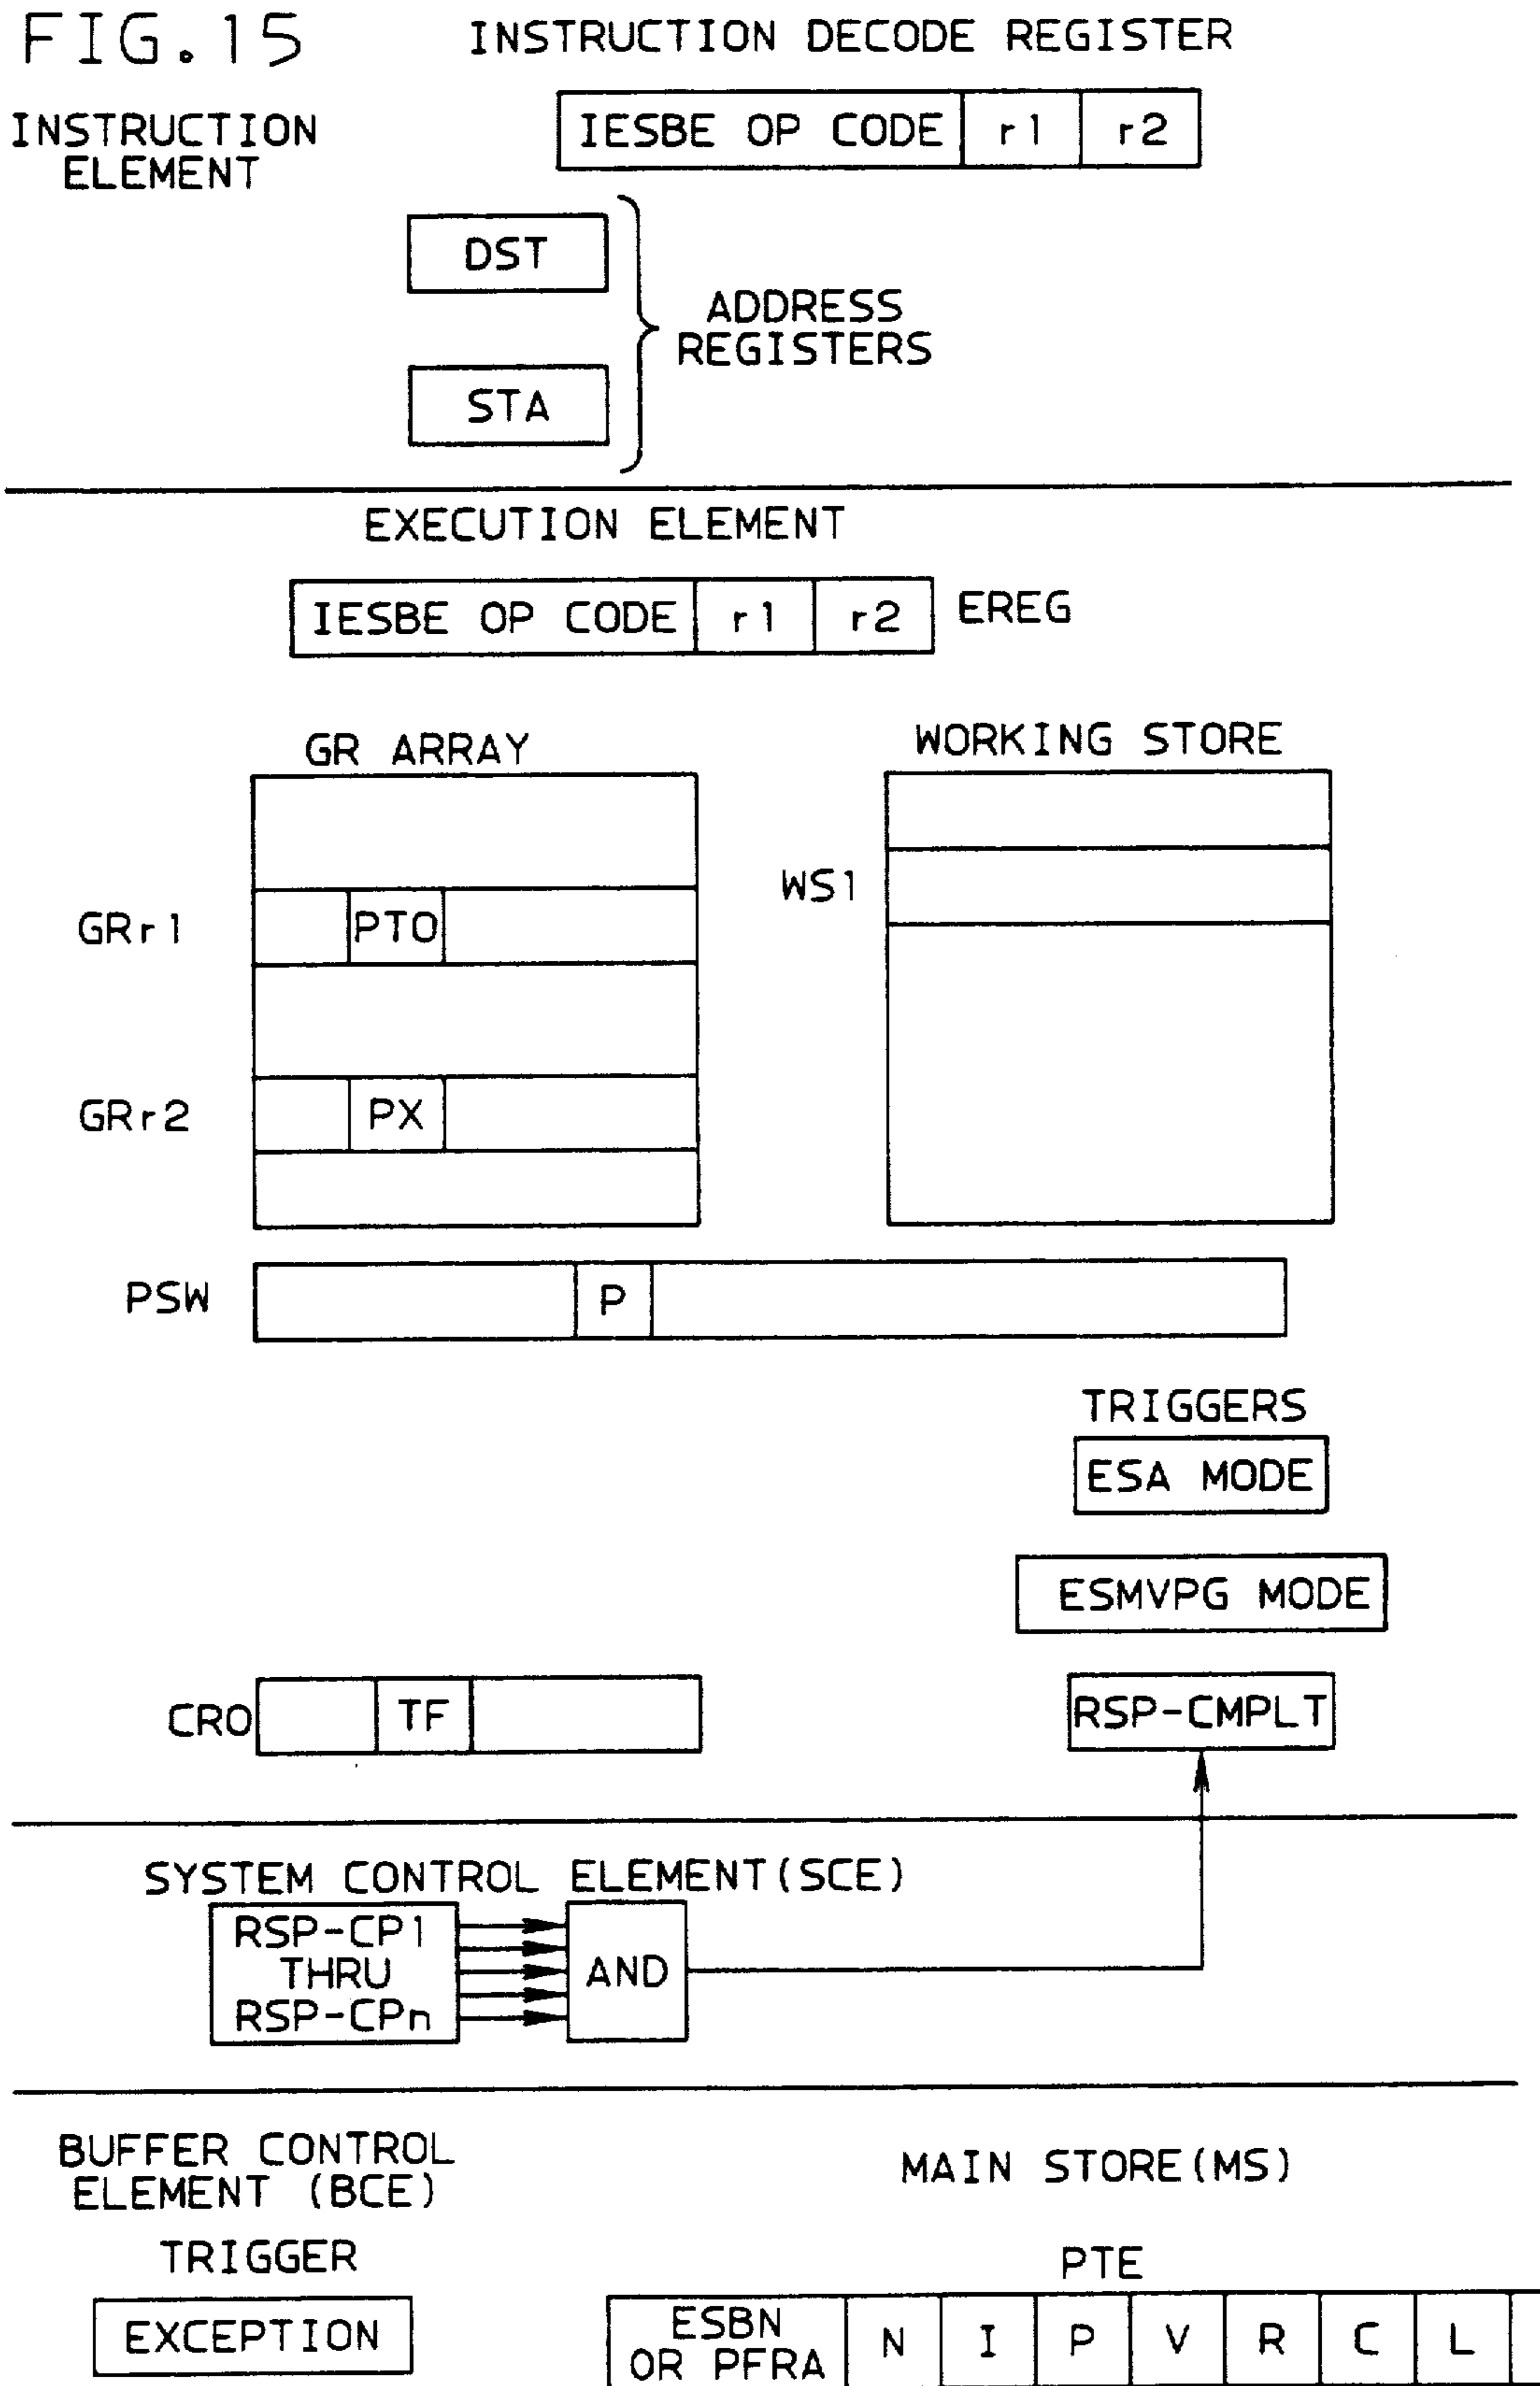 FIG. 15
INSTRUCTION DECODE REGISTER
INSTRUCTION
ELEMENT
IESBE OP CODE r1 r2
DST
STA
ADDRESS
REGISTERS
EXECUTION ELEMENT
IESBE OP CODE r1 r2 EREG
GR ARRAY
WORKING STORE
WS1
GRr1 PTO
GRr2 PX
PSW P
TRIGGERS
ESA MODE
ESMVPG MODE
CR0 TF
RSP-CMPLT
SYSTEM CONTROL ELEMENT(SCE)
RSP-CP1
THRU
RSP-CPn
AND
BUFFER CONTROL
ELEMENT (BCE)
TRIGGER
EXCEPTION
MAIN STORE(MS)
PTE
ESBN
OR PFRA
N I P V R C L